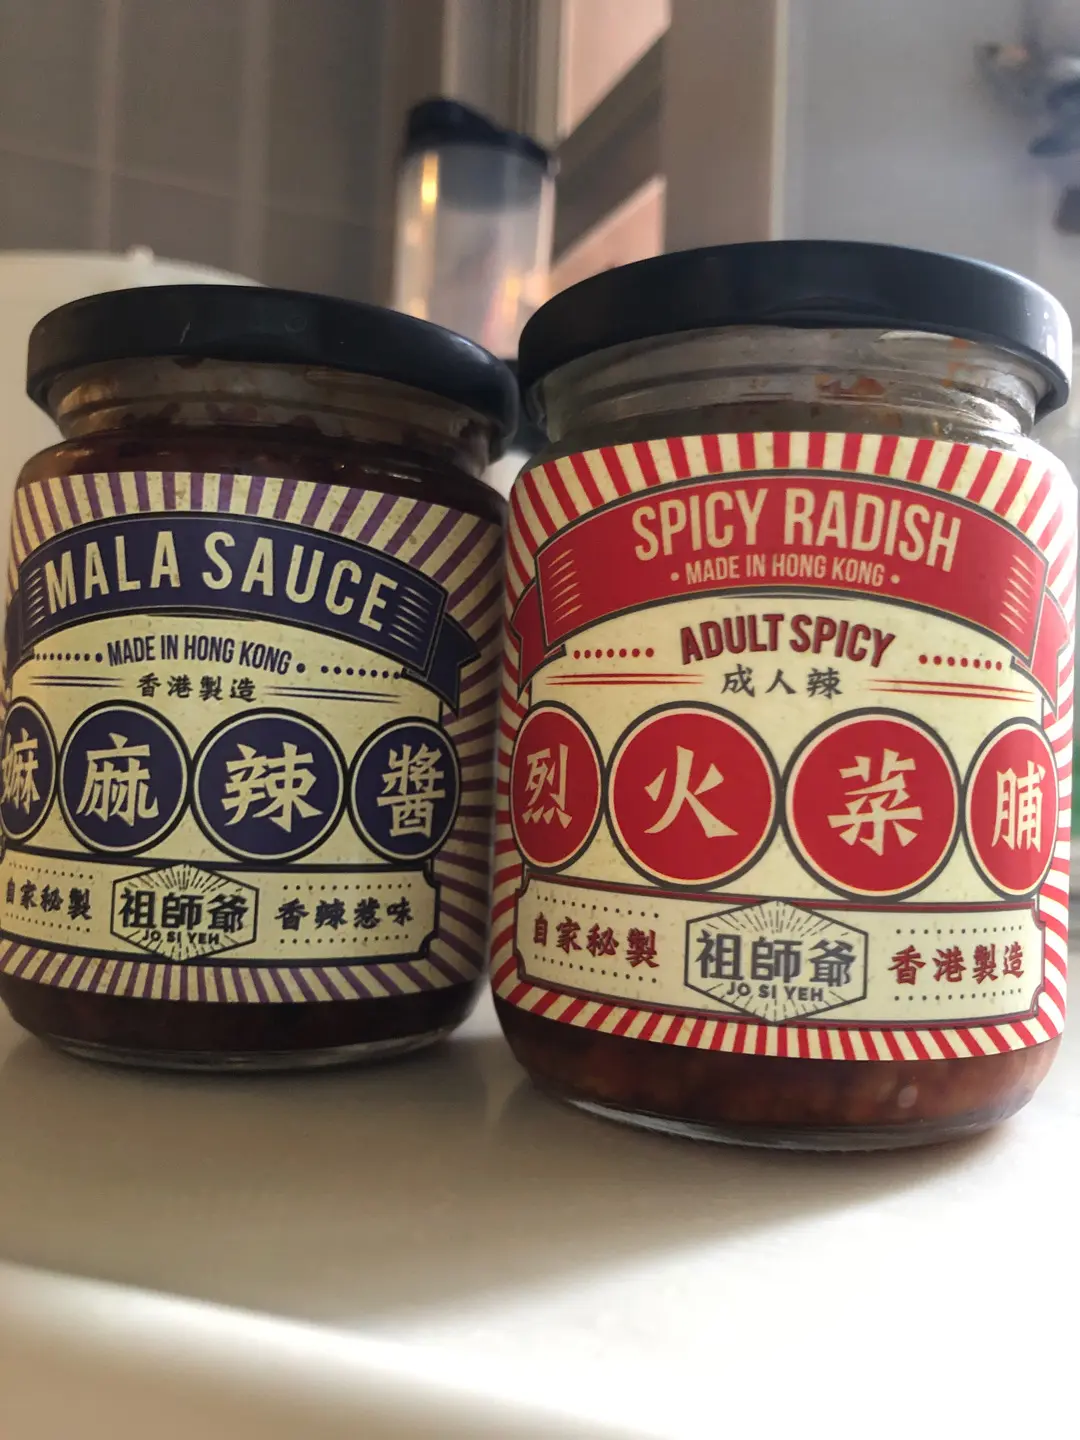 MALA SAUCE
• MADE IN HONG KONG •
香港製造
嫲麻辣醬
自家秘製
祖師爺
JO SI YEH
香辣惹味
SPICY RADISH
• MADE IN HONG KONG •
ADULT SPICY
成人辣
烈火菜脯
自家秘製
祖師爺
JO SI YEH
香港製造